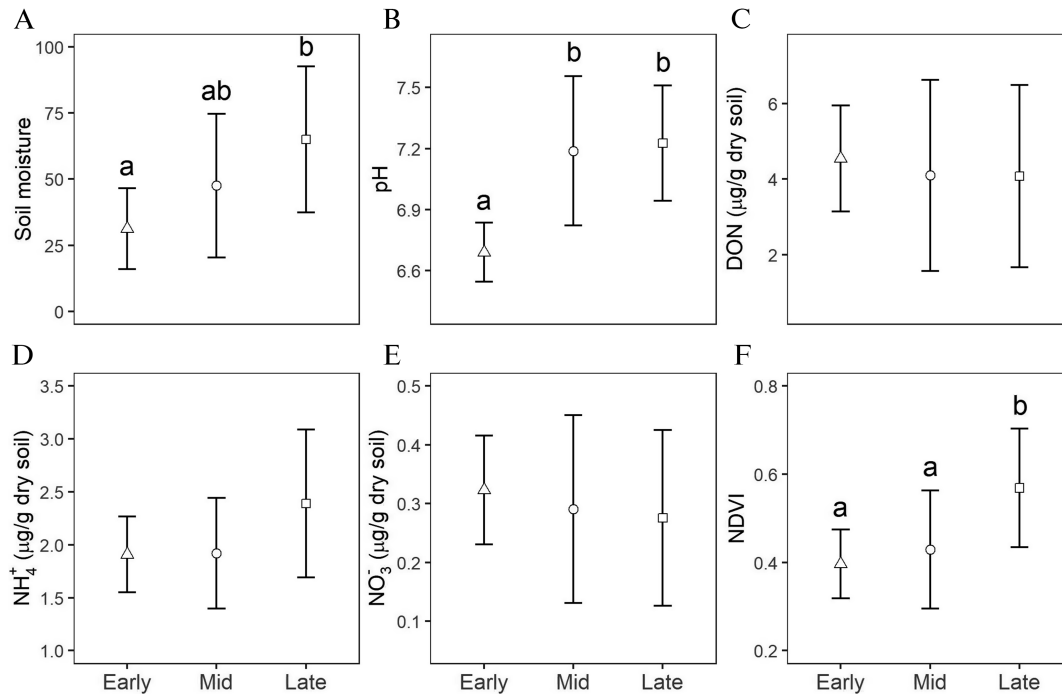 A
Soil moisture
100
75
50
25
0
a
ab
b
B
pH
7.5
7.2
6.9
6.6
a
b
b
C
DON (μg/g dry soil)
6
4
2
D
NH₄⁺ (μg/g dry soil)
3.5
3.0
2.5
2.0
1.5
1.0
Early Mid Late
E
NO₃⁻ (μg/g dry soil)
0.5
0.4
0.3
0.2
0.1
Early Mid Late
F
NDVI
0.8
0.6
0.4
0.2
a
a
b
Early Mid Late